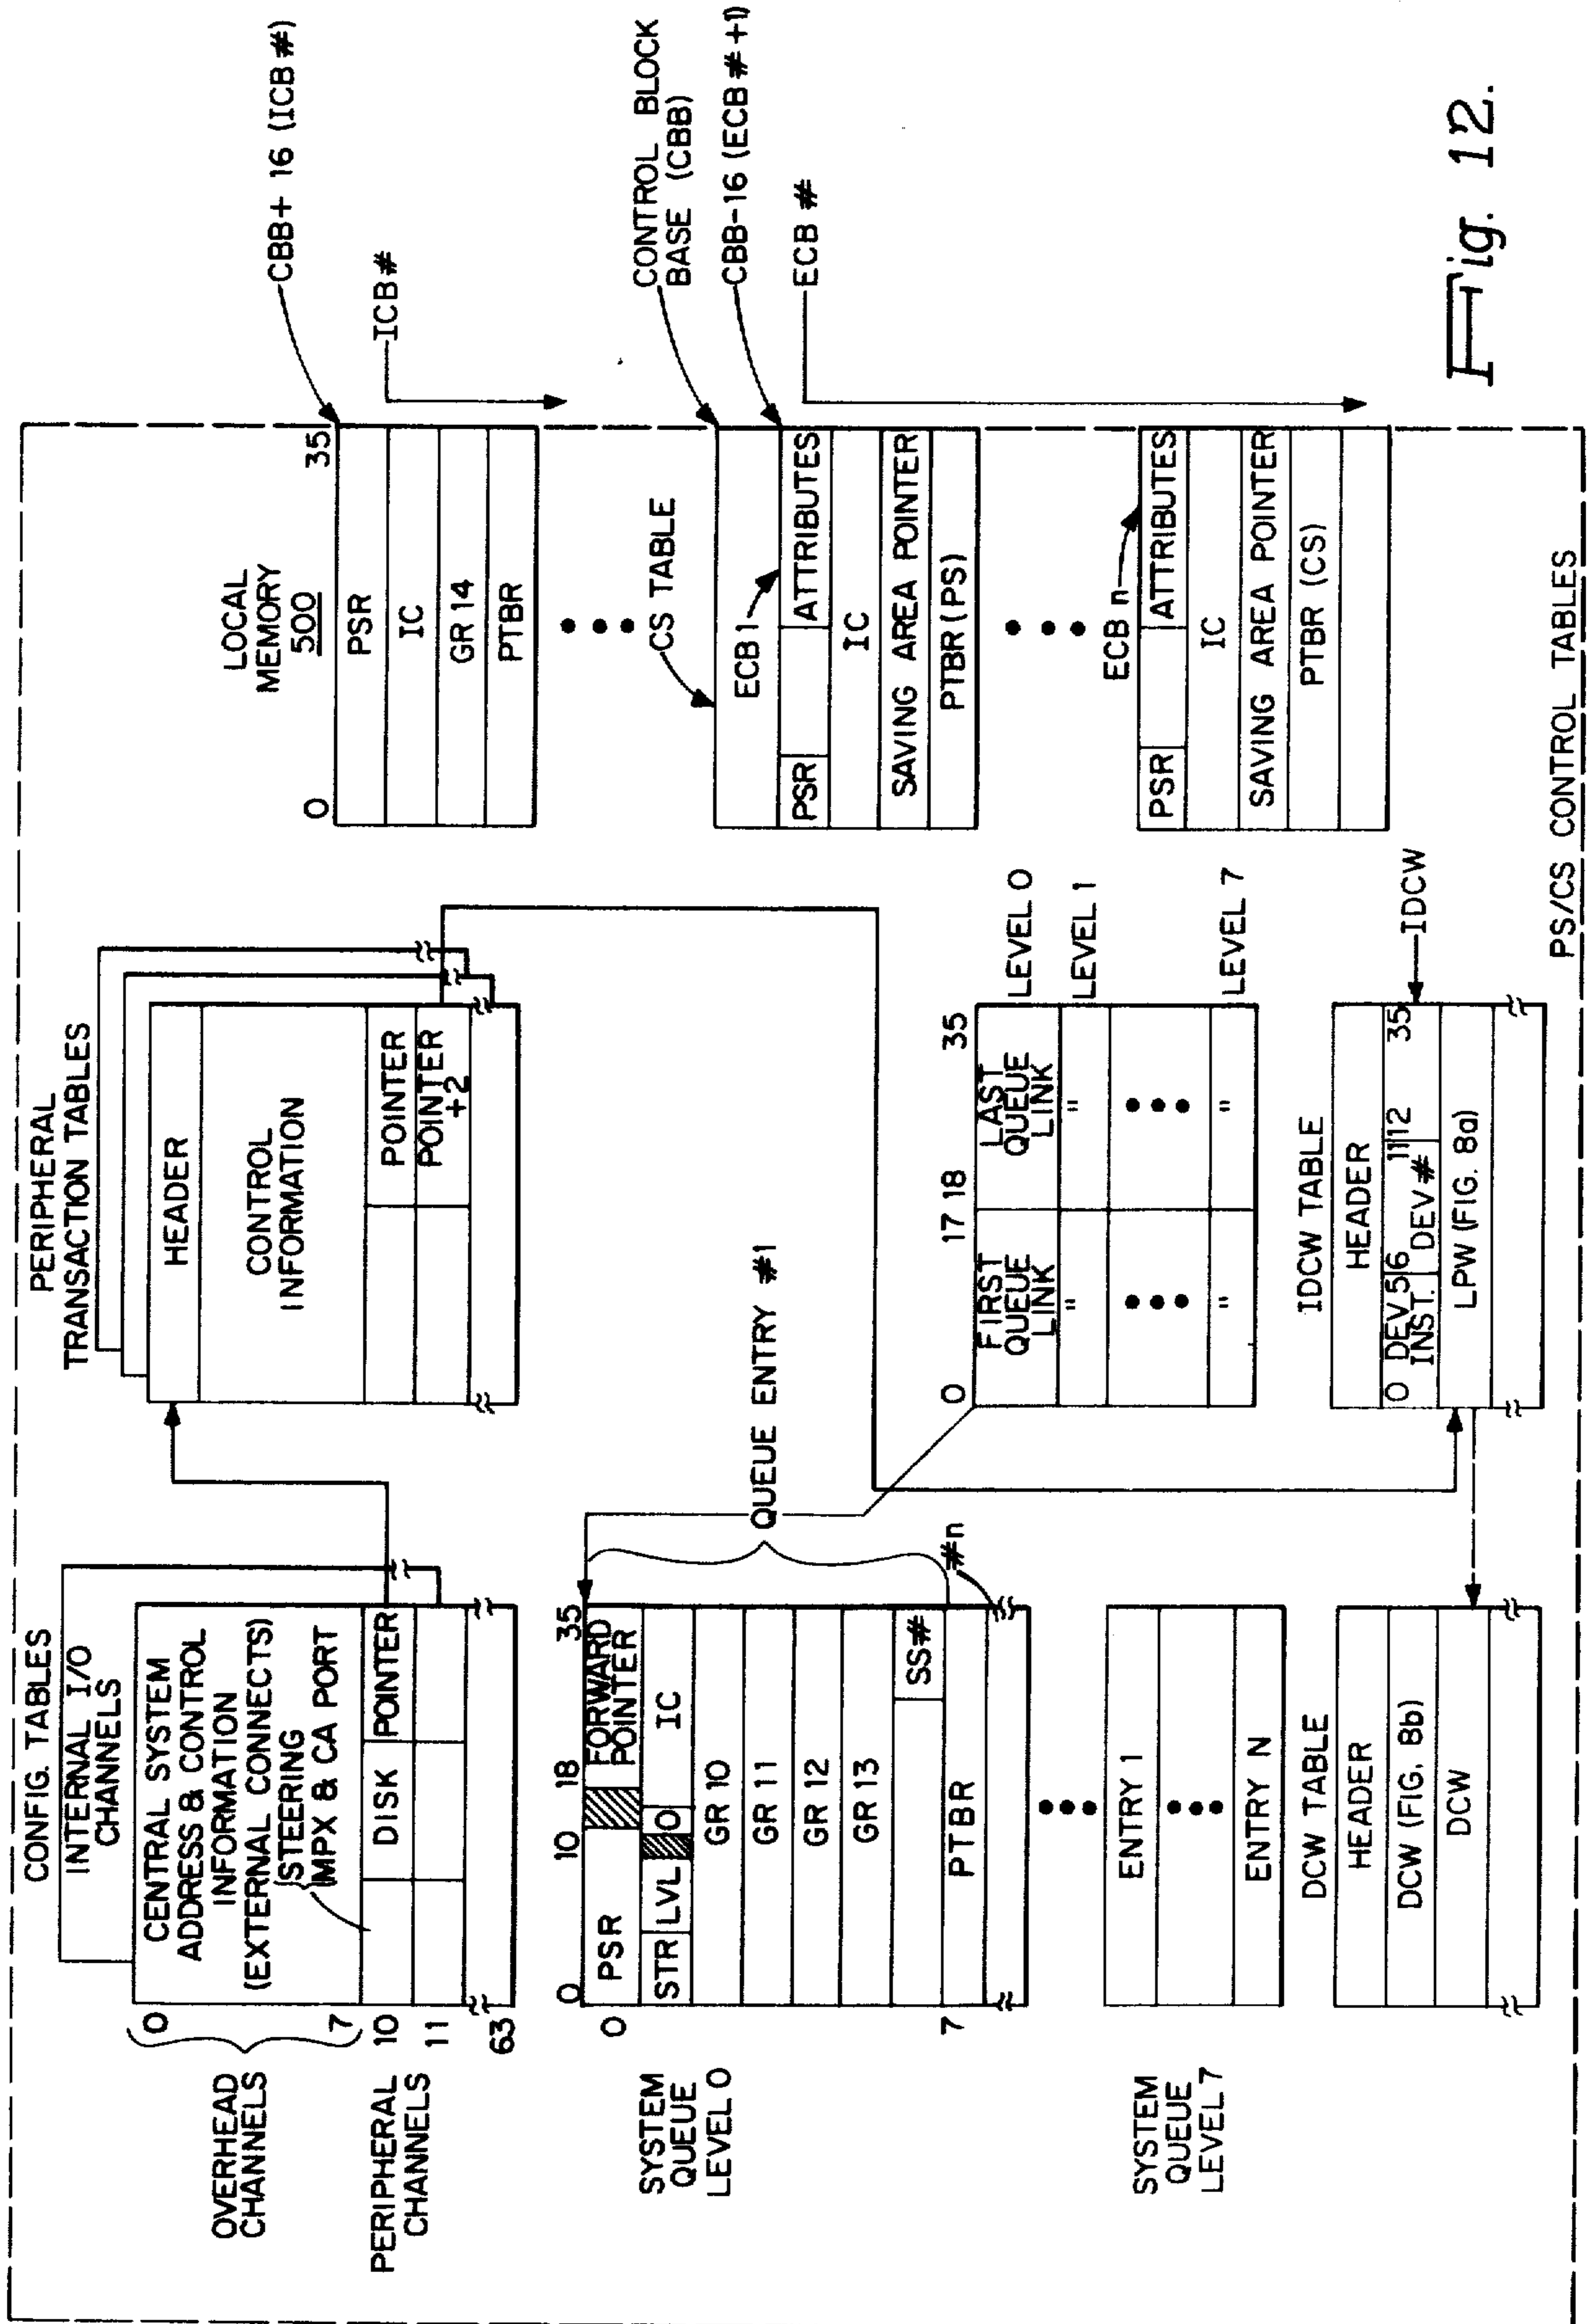 CONFIG. TABLES
INTERNAL I/O
CHANNELS
OVERHEAD
CHANNELS
0
7
CENTRAL SYSTEM
ADDRESS & CONTROL
INFORMATION
(EXTERNAL CONNECTS)
STEERING
MPX & CA PORT
PERIPHERAL
CHANNELS
10
11
63
DISK
POINTER
PERIPHERAL
TRANSACTION TABLES
HEADER
CONTROL
INFORMATION
POINTER
POINTER
+2
LOCAL
MEMORY
500
0
35
PSR
IC
GR 14
PTBR
CBB+ 16 (ICB#)
ICB#
CS TABLE
CONTROL BLOCK
BASE (CBB)
CBB-16 (ECB#+1)
ECB #
ECB 1
PSR
ATTRIBUTES
IC
SAVING AREA POINTER
PTBR (PS)
ECB n
PSR
ATTRIBUTES
IC
SAVING AREA POINTER
PTBR (CS)
SYSTEM
QUEUE
LEVEL 0
0
10
18
35
0
7
PSR
FORWARD
POINTER
STR
LVL
0
IC
GR 10
GR 11
GR 12
GR 13
SS#
PTBR
QUEUE ENTRY #1
#n
0
17
18
35
FIRST
QUEUE
LINK
LAST
QUEUE
LINK
LEVEL 0
" " LEVEL 1
" " LEVEL 7
SYSTEM
QUEUE
LEVEL 7
ENTRY 1
ENTRY N
DCW TABLE
HEADER
DCW (FIG. 8b)
DCW
IDCW TABLE
HEADER
0 DEV 5 6 11 12 35
INST. DEV#
IDCW
LPW (FIG. 8a)
PS/CS CONTROL TABLES
Fig. 12.